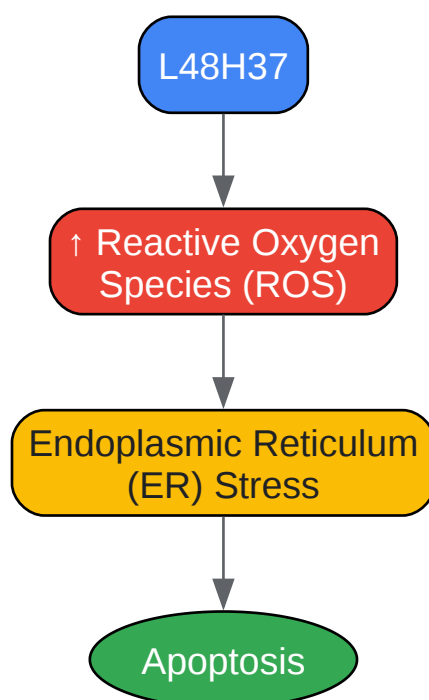 L48H37
↑ Reactive Oxygen
Species (ROS)
Endoplasmic Reticulum
(ER) Stress
Apoptosis